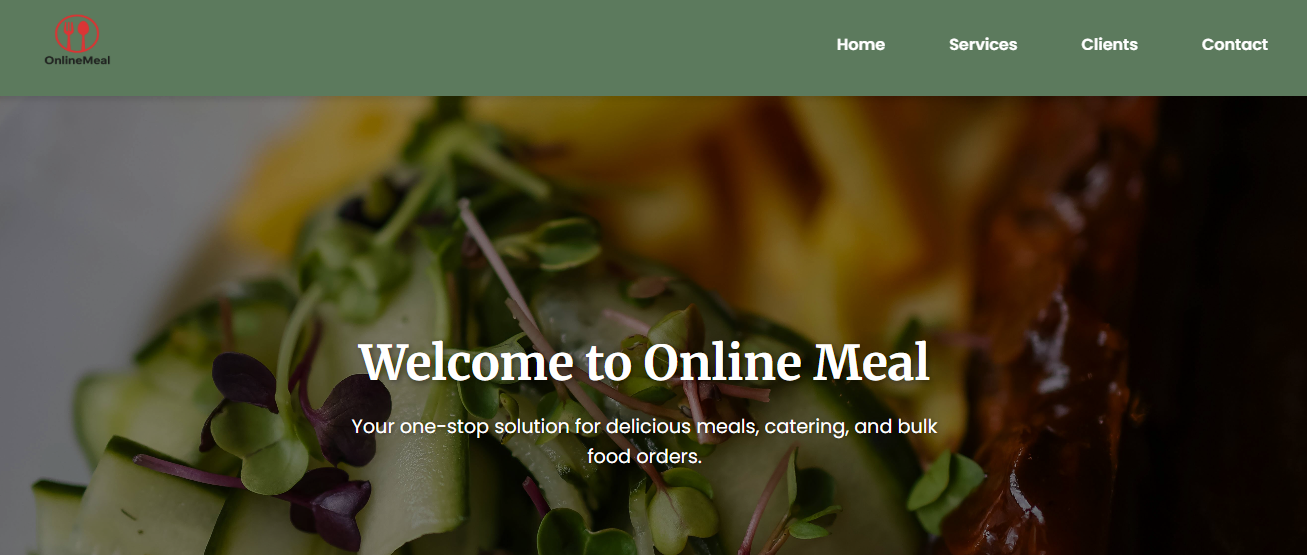 OnlineMeal
Home Services Clients Contact
Welcome to Online Meal
Your one-stop solution for delicious meals, catering, and bulk
food orders.